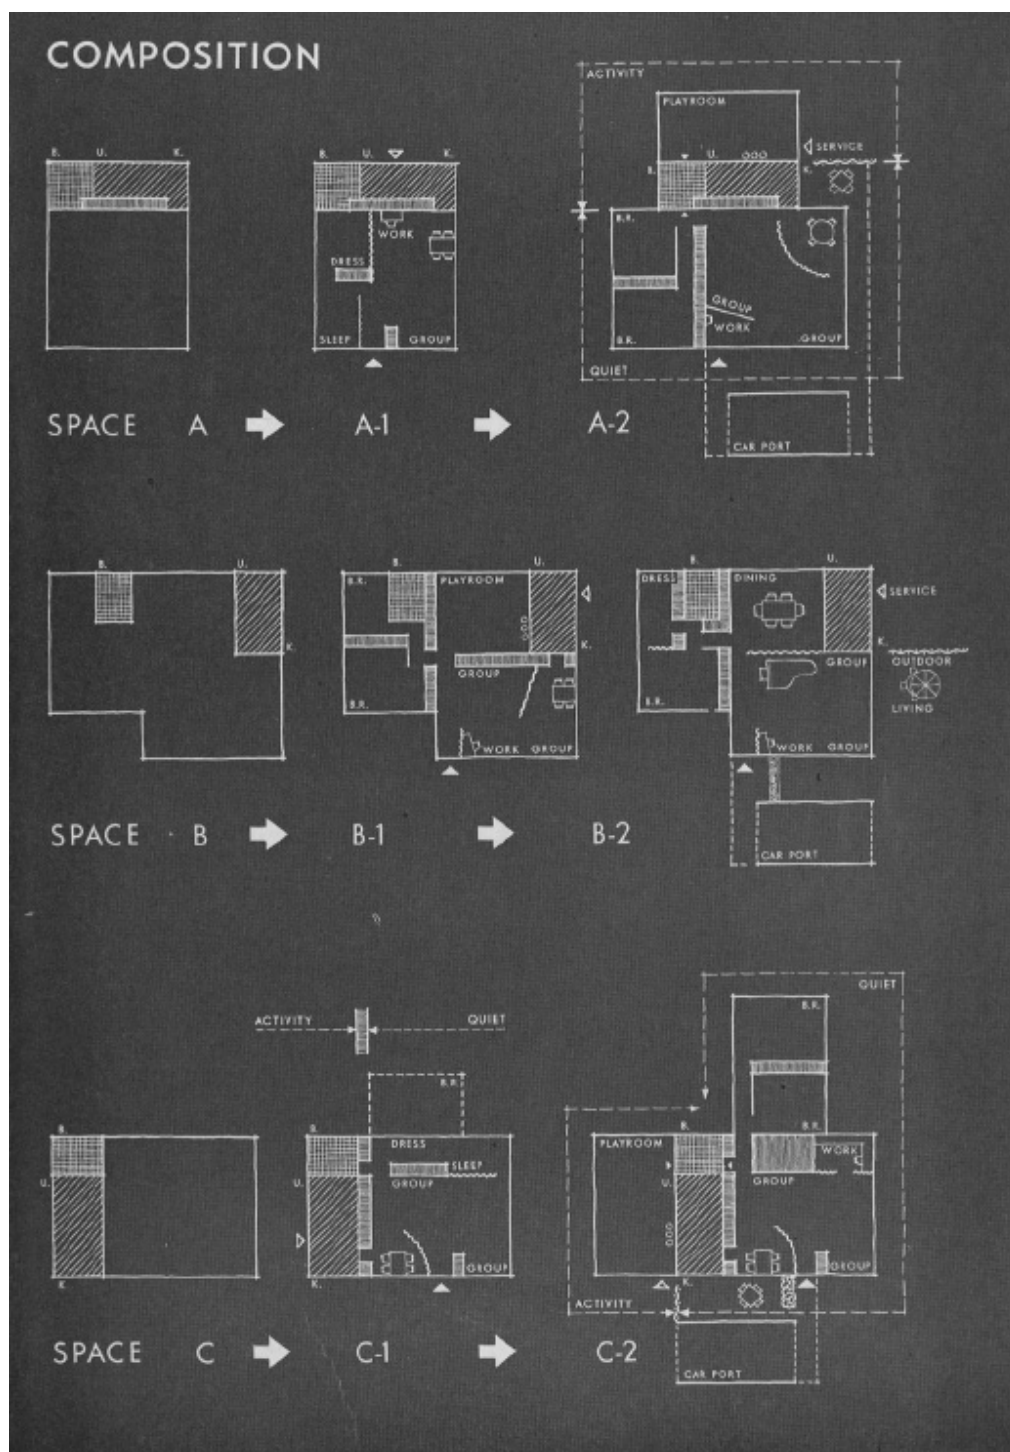 COMPOSITION
B. U. K.
B. U. K.
WORK
DRESS
SLEEP GROUP
ACTIVITY
PLAYROOM
SERVICE
B. U. K.
B.R.
GROUP
WORK
B.R. GROUP
QUIET
CAR PORT
SPACE A A-1 A-2
B. U.
K.
B. U.
B.R. PLAYROOM
K.
GROUP
B.R.
WORK GROUP
B. U.
DRESS DINING
SERVICE
K.
GROUP OUTDOOR
LIVING
B.R.
WORK GROUP
CAR PORT
SPACE B B-1 B-2
ACTIVITY QUIET
B.
U.
K.
B.R.
B. DRESS
SLEEP
U. GROUP
GROUP
K.
QUIET
B.R.
B. B.R.
PLAYROOM WORK
U. GROUP
GROUP
K.
ACTIVITY
CAR PORT
SPACE C C-1 C-2